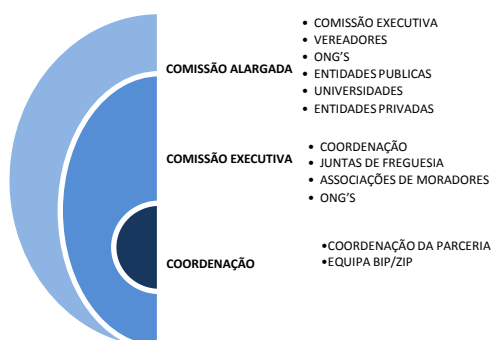 COMISSÃO ALARGADA
• COMISSÃO EXECUTIVA
• VEREADORES
• ONG'S
• ENTIDADES PUBLICAS
• UNIVERSIDADES
• ENTIDADES PRIVADAS
COMISSÃO EXECUTIVA
• COORDENAÇÃO
• JUNTAS DE FREGUESIA
• ASSOCIAÇÕES DE MORADORES
• ONG'S
COORDENAÇÃO
•COORDENAÇÃO DA PARCERIA
•EQUIPA BIP/ZIP